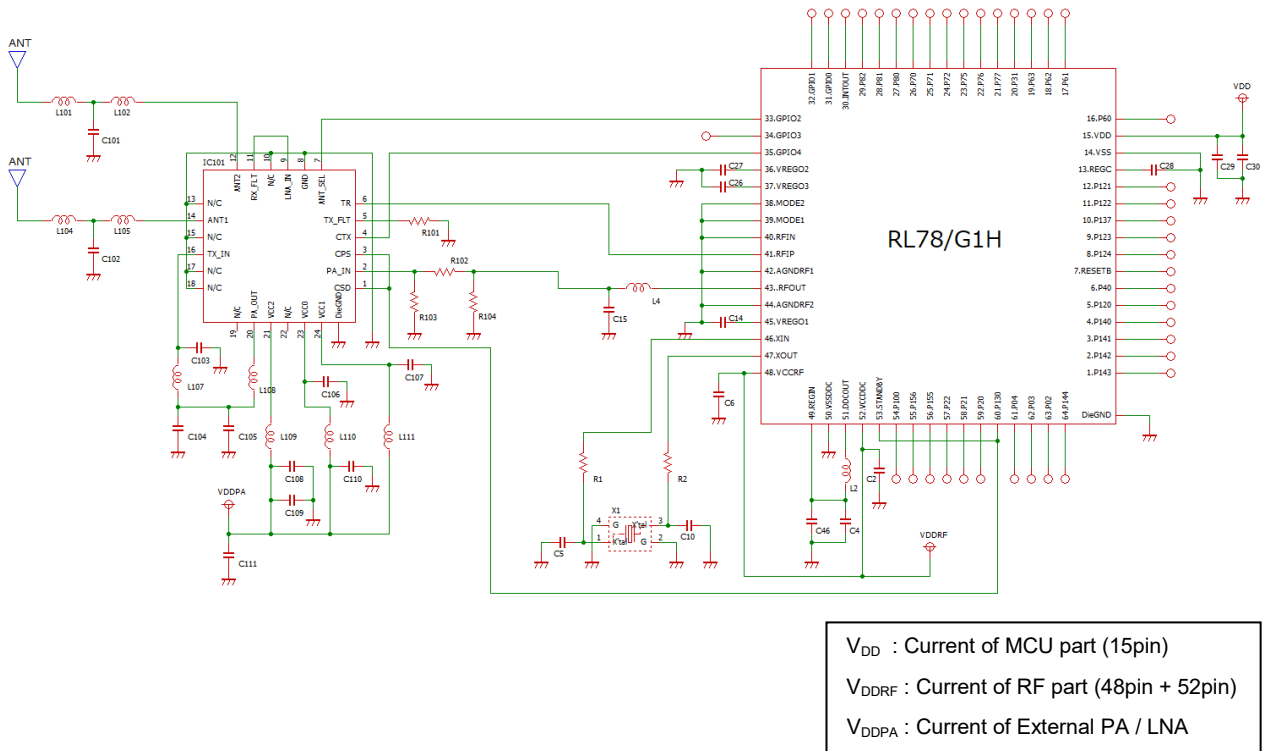 ANT
L101
L102
C101
ANT
L104
L105
C102
IC101
12
11
10
9
8
7
ANT2
RX_FLT
N/C
LNA_IN
GND
ANT_SEL
13
N/C
14
ANT1
15
N/C
16
TX_IN
17
N/C
18
N/C
TR
6
TX_FLT
5
CTX
4
CPS
3
PA_IN
2
CSD
1
N/C
PA_OUT
VCC2
N/C
VCC0
VCC1
DieGND
19
20
21
22
23
24
R101
R102
R103
R104
C103
L107
L108
C104
C105
C106
C107
L109
L110
L111
C108
C109
C110
VDDPA
C111
C15
L4
C27
C26
C14
C6
R1
R2
X1
4
G
X'tal
3
1
X'tal
G
2
C5
C10
RL78/G1H
32.GPIO1
31.GPIO0
30.INTOUT
29.P82
28.P81
27.P80
26.P70
25.P71
24.P72
23.P75
22.P76
21.P77
20.P31
19.P63
18.P62
17.P61
33.GPIO2
34.GPIO3
35.GPIO4
36.VREGO2
37.VREGO3
38.MODE2
39.MODE1
40.RFIN
41.RFIP
42.AGNDRF1
43..RFOUT
44.AGNDRF2
45.VREGO1
46.XIN
47.XOUT
48.VCCRF
16.P60
15.VDD
14.VSS
13.REGC
12.P121
11.P122
10.P137
9.P123
8.P124
7.RESETB
6.P40
5.P120
4.P140
3.P141
2.P142
1.P143
DieGND
49.REGIN
50.VSSDDC
51.DDCOUT
52.VCCDDC
53.STANDBY
54.P100
55.P156
56.P155
57.P22
58.P21
59.P20
60.P130
61.P04
62.P03
63.P02
64.P144
VDD
C28
C29
C30
L2
C2
C46
C4
VDDRF
VDD : Current of MCU part (15pin)
VDDRF : Current of RF part (48pin + 52pin)
VDDPA : Current of External PA / LNA